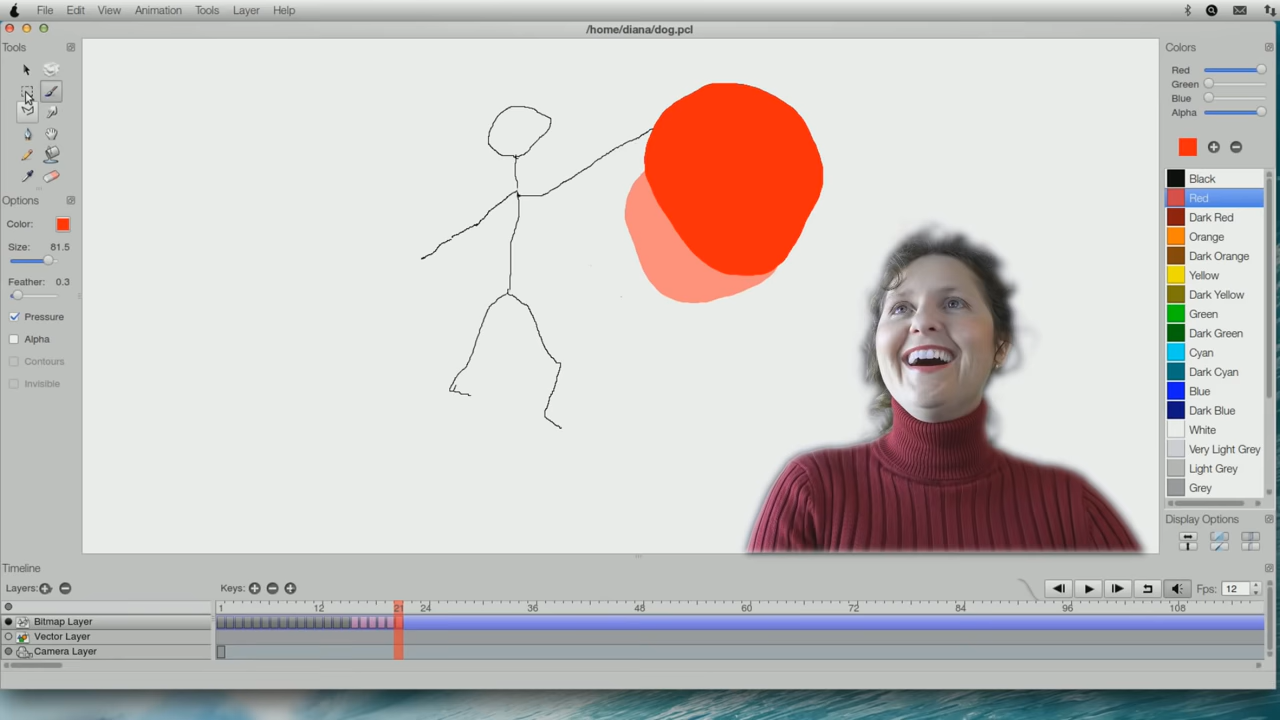 File Edit View Animation Tools Layer Help
/home/diana/dog.pcl
Tools
Options
Color:
Size: 81.5
Feather: 0.3
Pressure
Alpha
Contours
Invisible
Colors
Red
Green
Blue
Alpha
Black
Red
Dark Red
Orange
Dark Orange
Yellow
Dark Yellow
Green
Dark Green
Cyan
Dark Cyan
Blue
Dark Blue
White
Very Light Grey
Light Grey
Grey
Display Options
Timeline
Layers: Keys: Fps: 12
1 12 21 24 36 48 60 72 84 96 108
Bitmap Layer
Vector Layer
Camera Layer